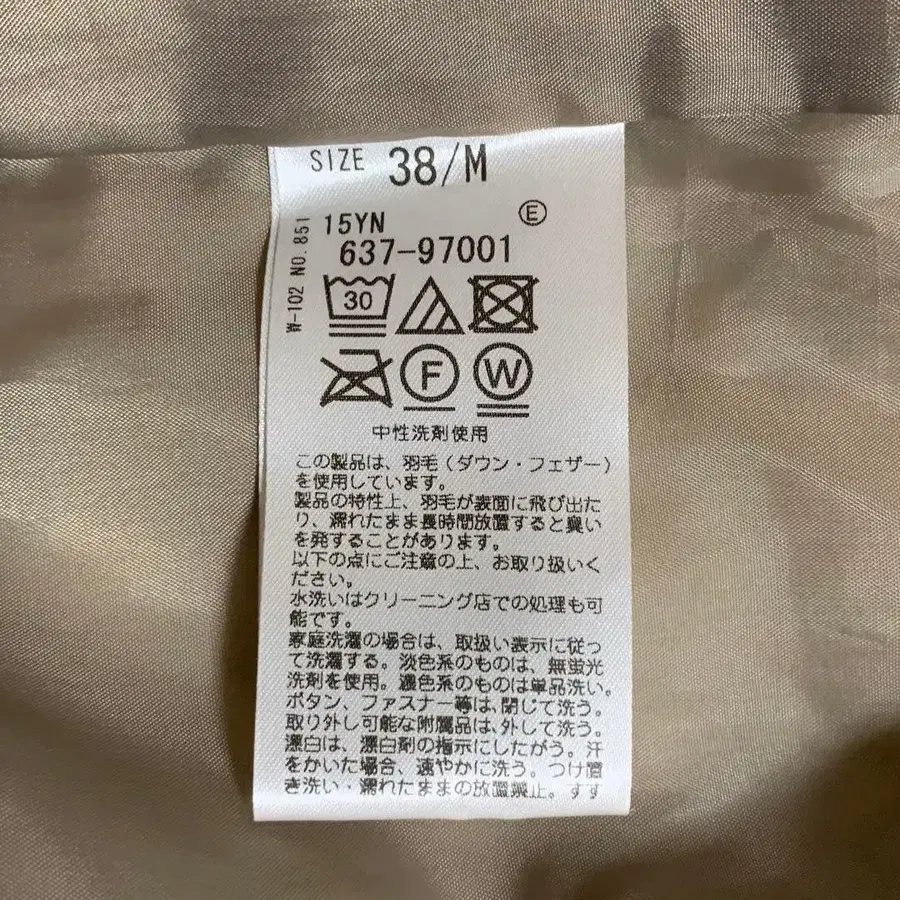 SIZE 38/M
W-102 NO.851
15YN
E
637-97001
30
F
W
中性洗剤使用
この製品は、羽毛(ダウン・フェザー)
を使用しています。
製品の特性上、羽毛が表面に飛び出た
り、濡れたまま長時間放置すると臭い
を発することがあります。
以下の点にご注意の上、お取り扱いく
ださい。
水洗いはクリーニング店での処理も可
能です。
家庭洗濯の場合は、取扱い表示に従っ
て洗濯する。淡色系のものは、無蛍光
洗剤を使用。濃色系のものは単品洗い。
ボタン、ファスナー等は、閉じて洗う。
取り外し可能な附属品は、外して洗う。
漂白は、漂白剤の指示にしたがう。汗
をかいた場合、速やかに洗う。つけ置
き洗い・濡れたままの放置禁止。すす